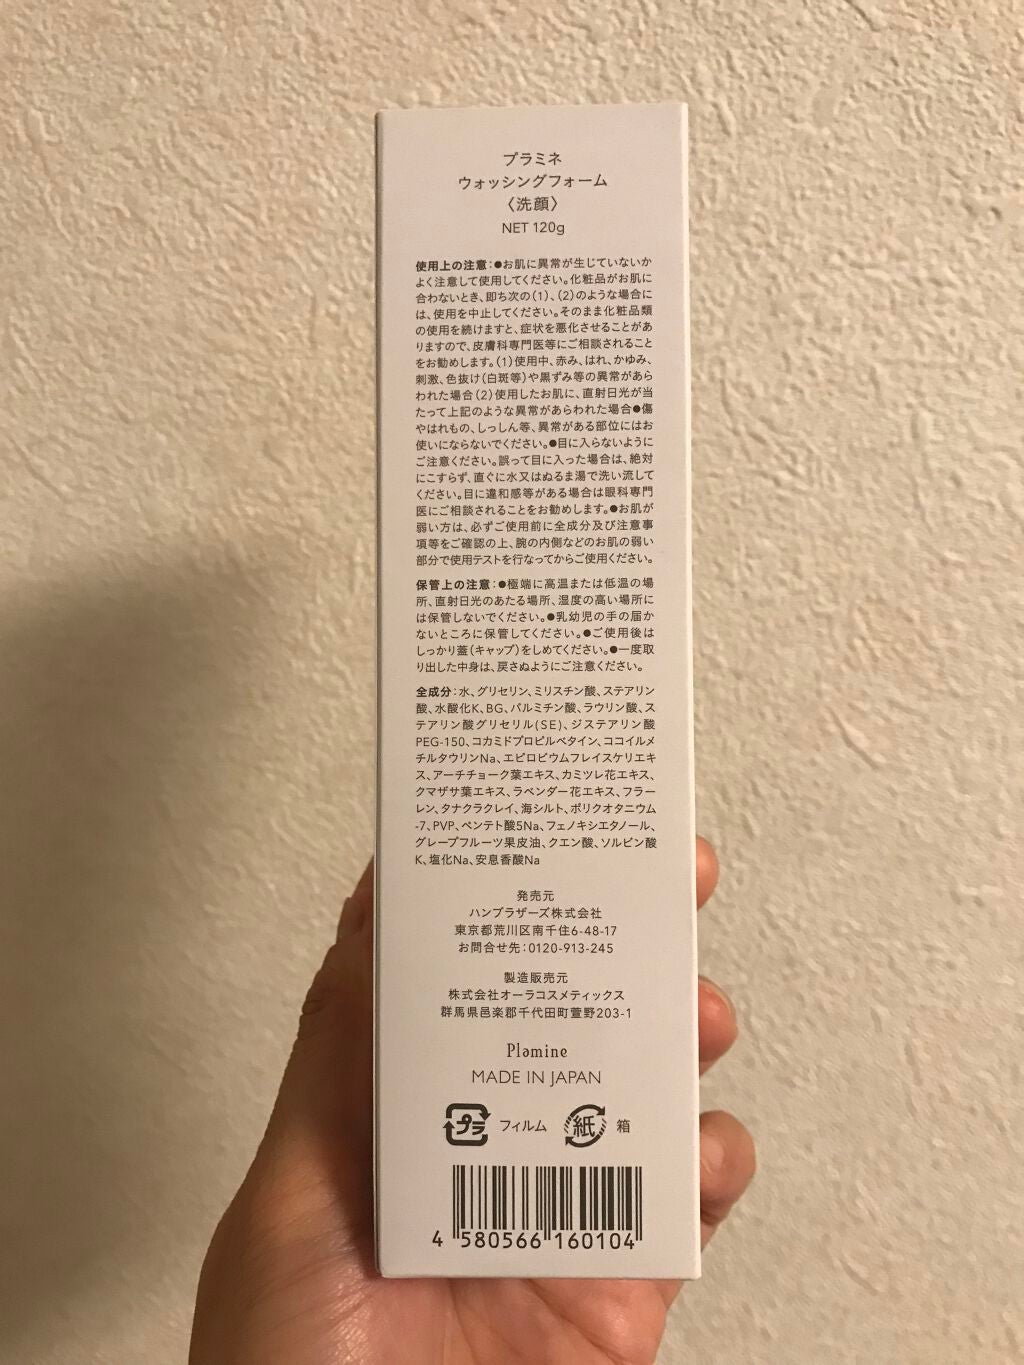 プラミネ
ウォッシングフォーム
〈洗顔〉
NET 120g
使用上の注意:●お肌に異常が生じていないか
よく注意して使用してください。化粧品がお肌に
合わないとき、即ち次の(1)、(2)のような場合に
は、使用を中止してください。そのまま化粧品類
の使用を続けますと、症状を悪化させることがあ
りますので、皮膚科専門医等にご相談されること
をお勧めします。(1)使用中、赤み、はれ、かゆみ、
刺激、色抜け(白斑等)や黒ずみ等の異常があら
われた場合(2)使用したお肌に、直射日光が当
たって上記のような異常があらわれた場合●傷
やはれもの、しっしん等、異常がある部位にはお
使いにならないでください。●目に入らないように
ご注意ください。誤って目に入った場合は、絶対
にこすらず、直ぐに水又はぬるま湯で洗い流して
ください。目に違和感等がある場合は眼科専門
医にご相談されることをお勧めします。●お肌が
弱い方は、必ずご使用前に全成分及び注意事
項等をご確認の上、腕の内側などのお肌の弱い
部分で使用テストを行なってからご使用ください。
保管上の注意:●極端に高温または低温の場
所、直射日光のあたる場所、湿度の高い場所に
は保管しないでください。●乳幼児の手の届か
ないところに保管してください。●ご使用後は
しっかり蓋(キャップ)をしめてください。●一度取
り出した中身は、戻さぬようにご注意ください。
全成分:水、グリセリン、ミリスチン酸、ステアリン
酸、水酸化K、BG、パルミチン酸、ラウリン酸、ス
テアリン酸グリセリル(SE)、ジステアリン酸
PEG-150、コカミドプロピルベタイン、ココイルメ
チルタウリンNa、エピロビウムフレイスケリエキ
ス、アーチチョーク葉エキス、カミツレ花エキス、
クマザサ葉エキス、ラベンダー花エキス、フラー
レン、タナクラクレイ、海シルト、ポリクオタニウム
-7、PVP、ペンテト酸5Na、フェノキシエタノール、
グレープフルーツ果皮油、クエン酸、ソルビン酸
K、塩化Na、安息香酸Na
発売元
ハンブラザーズ株式会社
東京都荒川区南千住6-48-17
お問合せ先:0120-913-245
製造販売元
株式会社オーラコスメティックス
群馬県邑楽郡千代田町萱野203-1
Plamine
MADE IN JAPAN
プラ フィルム 紙 箱
4 580566 160104